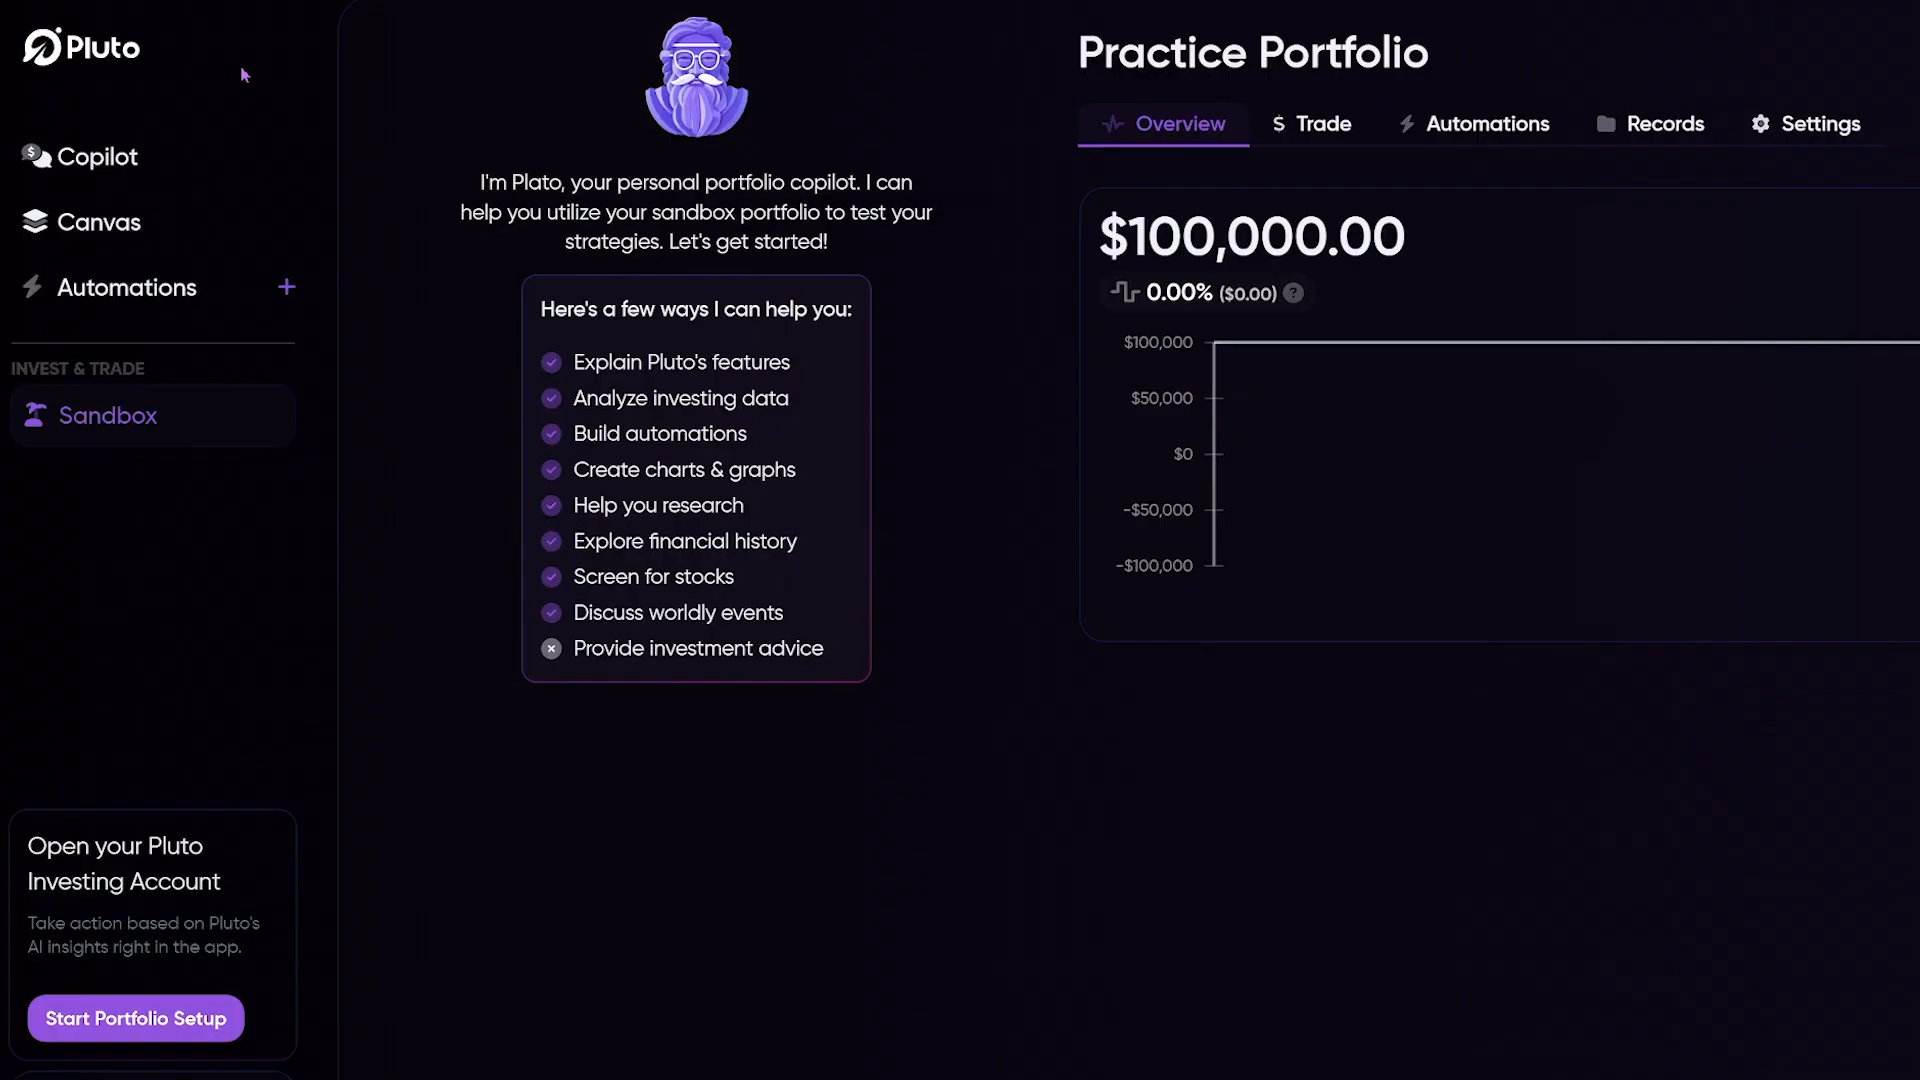 Pluto
Copilot
Canvas
Automations +
INVEST & TRADE
Sandbox
Open your Pluto
Investing Account
Take action based on Pluto's
AI insights right in the app.
Start Portfolio Setup
I'm Plato, your personal portfolio copilot. I can
help you utilize your sandbox portfolio to test your
strategies. Let's get started!
Here's a few ways I can help you:
Explain Pluto's features
Analyze investing data
Build automations
Create charts & graphs
Help you research
Explore financial history
Screen for stocks
Discuss worldly events
Provide investment advice
Practice Portfolio
Overview $ Trade Automations Records Settings
$100,000.00
0.00% ($0.00) ?
$100,000
$50,000
$0
-$50,000
-$100,000